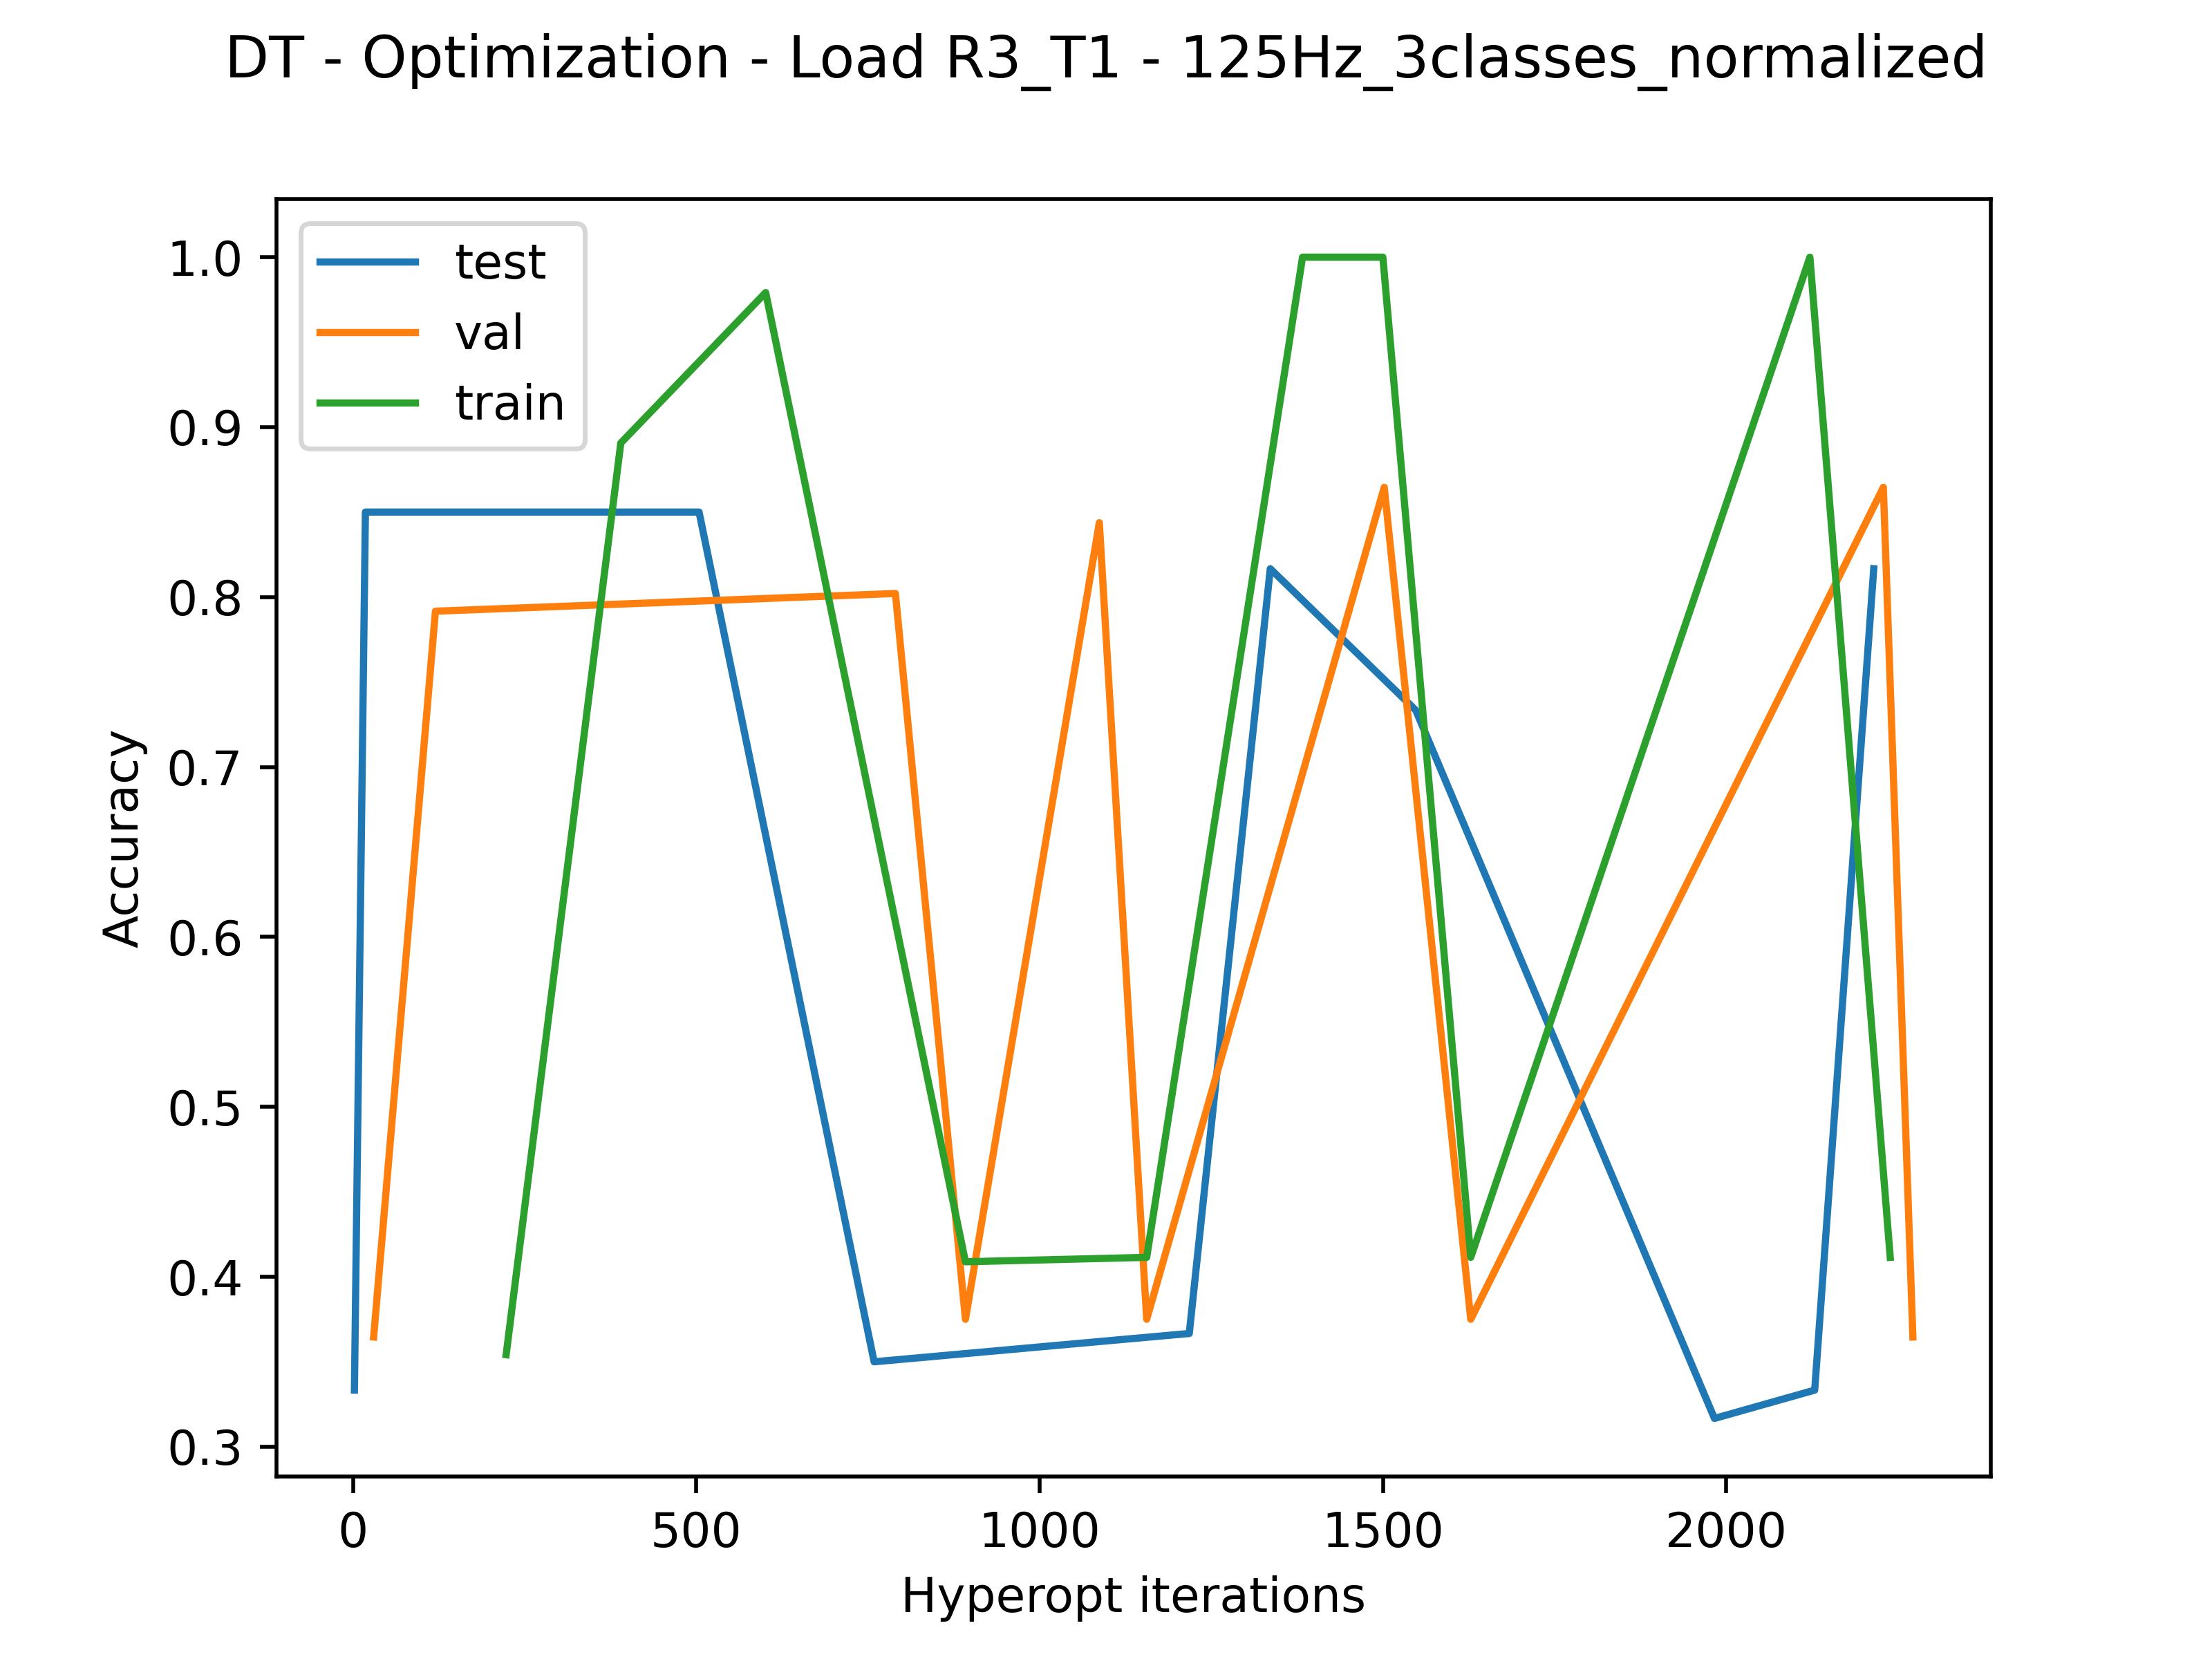 DT - Optimization - Load R3_T1 - 125Hz_3classes_normalized
test
val
train
1.0
0.9
0.8
0.7
0.6
0.5
0.4
0.3
Accuracy
0 500 1000 1500 2000
Hyperopt iterations